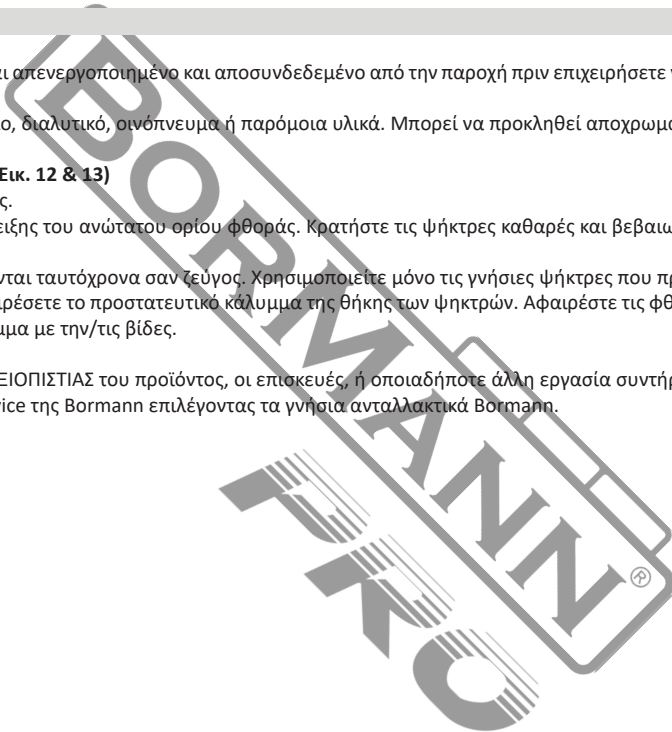 ι απενεργοποιημένο και αποσυνδεδεμένο από την παροχή πριν επιχειρήσετε
ο, διαλυτικό, οινόπνευμα ή παρόμοια υλικά. Μπορεί να προκληθεί αποχρωμα
Εικ. 12 & 13)
ς.
ειξης του ανώτατου ορίου φθοράς. Κρατήστε τις ψήκτρες καθαρές και βεβαιω
νται ταυτόχρονα σαν ζεύγος. Χρησιμοποιείτε μόνο τις γνήσιες ψήκτρες που πρ
ιρέσετε το προστατευτικό κάλυμμα της θήκης των ψηκτρών. Αφαιρέστε τις φθ
μμα με την/τις βίδες.
ΞΙΟΠΙΣΤΙΑΣ του προϊόντος, οι επισκευές, ή οποιαδήποτε άλλη εργασία συντήρ
vice της Bormann επιλέγοντας τα γνήσια ανταλλακτικά Bormann.
BORMANN®
PRO